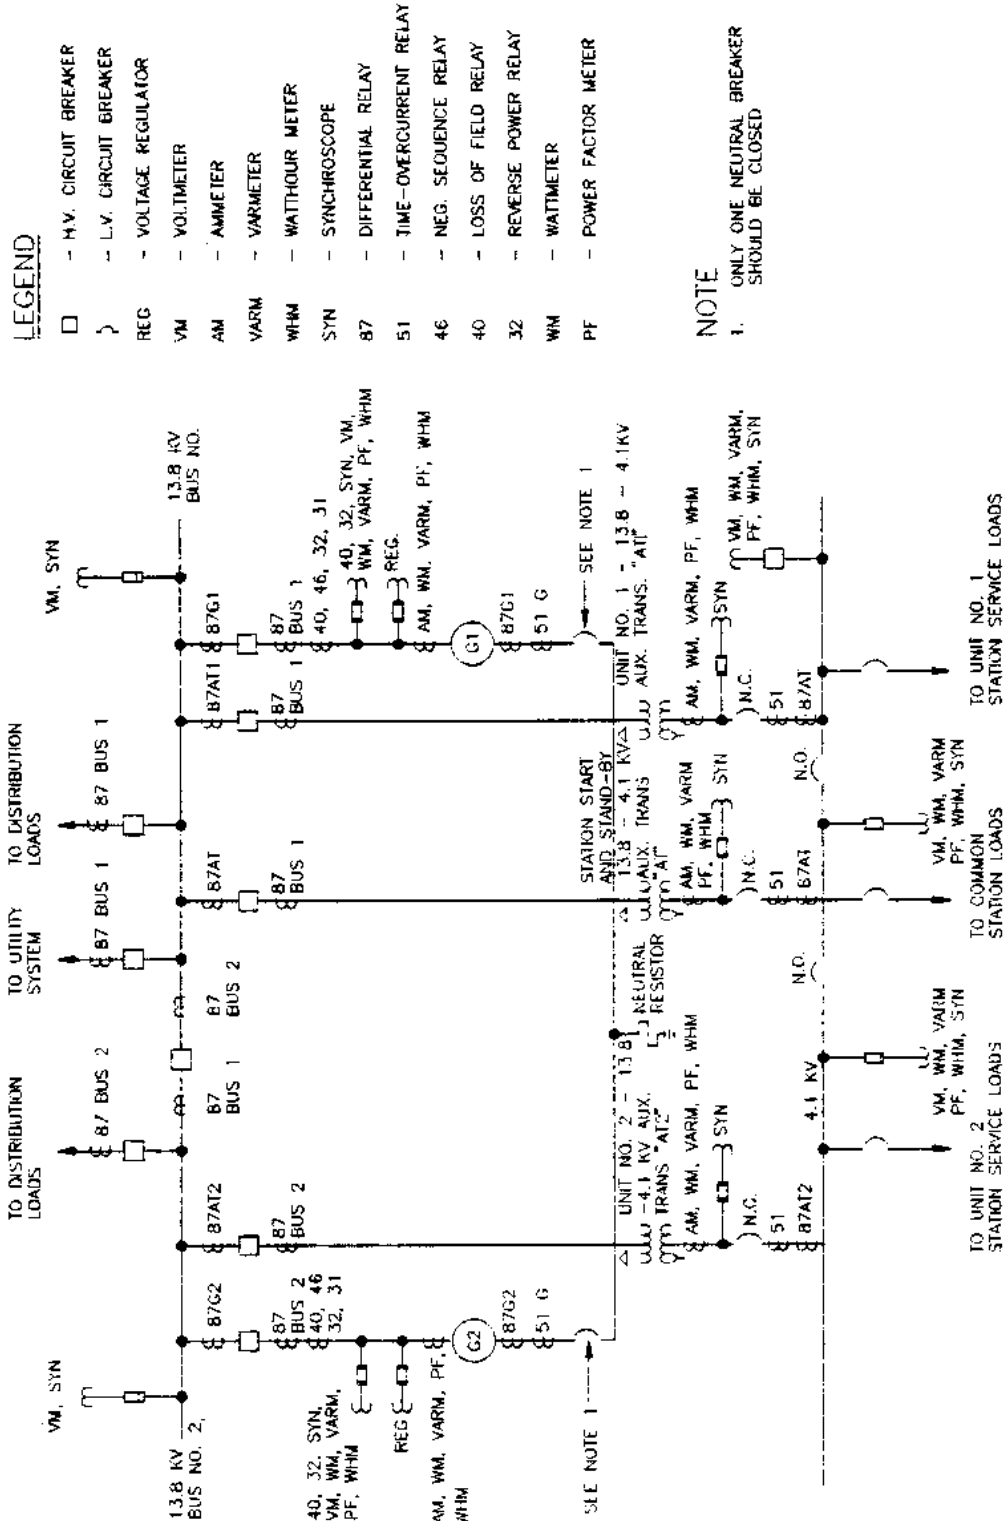 LEGEND
□ - H.V. CIRCUIT BREAKER
) - L.V. CIRCUIT BREAKER
REG - VOLTAGE REGULATOR
VM - VOLTMETER
AM - AMMETER
VARM - VARMETER
WHM - WATTHOUR METER
SYN - SYNCHROSCOPE
87 - DIFFERENTIAL RELAY
51 - TIME-OVERCURRENT RELAY
46 - NEG. SEQUENCE RELAY
40 - LOSS OF FIELD RELAY
32 - REVERSE POWER RELAY
WM - WATTMETER
PF - POWER FACTOR METER
NOTE
1. ONLY ONE NEUTRAL BREAKER
SHOULD BE CLOSED
VM, SYN
13.8 KV
BUS NO.
87G1
87
BUS 1
40, 46, 32, 31
40, 32, SYN, VM,
WM, VARM, PF, WHM
REG.
AM, WM, VARM, PF, WHM
G1
87G1
51 G
SEE NOTE 1
87AT1
87
BUS 1
UNIT NO. 1 - 13.8 - 4.1KV
AUX. TRANS. "AT1"
AM, WM, VARM, PF, WHM
SYN
N.C.
51
87AT
VM, WM, VARM,
PF, WHM, SYN
TO UNIT NO. 1
STATION SERVICE LOADS
TO DISTRIBUTION
LOADS
87 BUS 1
87AT
87
BUS 1
STATION START
AND STAND-BY
13.8 - 4.1 KV
AUX. TRANS
"AT"
AM, WM, VARM
PF, WHM
SYN
N.C.
51
87AT
N.O.
VM, WM, VARM
PF, WHM, SYN
TO COMMON
STATION LOADS
TO UTILITY
SYSTEM
87 BUS 1
87
BUS 2
87
BUS 1
NEUTRAL
RESISTOR
N.O.
TO DISTRIBUTION
LOADS
87 BUS 2
87AT2
87
BUS 2
UNIT NO. 2 - 13.8
-4.1 KV AUX.
TRANS "AT2"
AM, WM, VARM, PF, WHM
SYN
N.C.
51
87AT2
4.1 KV
VM, WM, VARM
PF, WHM, SYN
TO UNIT NO. 2
STATION SERVICE LOADS
VM, SYN
13.8 KV
BUS NO. 2,
87G2
87
BUS 2
40, 46
32, 31
40, 32, SYN,
VM, WM, VARM,
PF, WHM
REG
AM, WM, VARM, PF,
WHM
G2
87G2
51 G
SEE NOTE 1